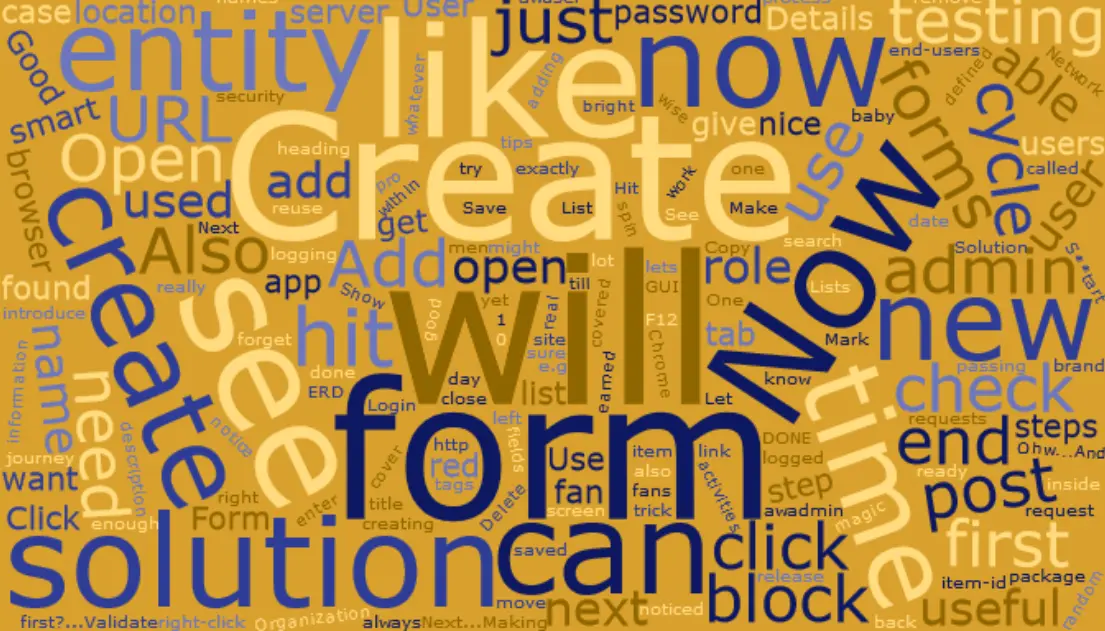 case
location
server
User
just
password
Details
testing
Good
entity
like
now
end-users
defined
able
Network
smart
URL
security
whatever
adding
bright
wise
give
nice
baby
forms
cycle
users
called
Open
heading
tips
Create
try
exactly
one
use
browser
used
add
pro
within
get
Hit
work
spin
user
reuse
Save
List
See
Make
date
Next
Also
logging
men
might
Copy
search
Solution
s***tart
found
create
really
app
Add
open
till
lot
lets
role
Now
Lists
admin
introduce
see
Show
will
yet
good
real
covered
GUI
One
new
name
forget
hit
1
0
site
sure
e.g
F12
Chrome
tab
Mark
information
need
done
ERD
Login
day
close
list
earned
Let
know
time
check
passing
brand
journey
description
notice
form
left
fields
http
red
tags
Use
fan
item
also
fans
trick
link
activities
DONE
logged
requests
end
steps
Ohw...And
want
right
cover
title
enter
Form
creating
Delete
screen
step
awadmin
magic
ready
post
inside
request
Click
enough
solution
saved
can
click
release
first
block
item-id
package
random
first?...Validate
right-click
Organization
always
Next...Making
move
next
noticed
back
useful